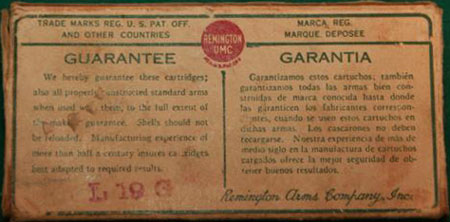 TRADE MARKS REG. U. S. PAT. OFF.
AND OTHER COUNTRIES
REMINGTON
UMC
MARCA REG.
MARQUE DEPOSEE
GUARANTEE
We hereby guarantee these cartridges;
also all properly constructed standard arms
when used with them, to the full extent of
the maker's guarantee. Shells should not
be reloaded. Manufacturing experience of
more than half a century insures cartridges
best adapted to required results.
L 19 G
GARANTIA
Garantizamos estos cartuchos; también
garantizamos todas las armas bien con-
stenidas de marca conocida hasta donde
las garanticen los fabricantes correspon-
dientes, cuando se usen estos cartuchos en
dichas armas. Los cascarones no deben
recargarse. Nuestra experiencia de más de
medio siglo en la manufactura de cartuchos
cargados ofrece la mejor seguridad de ob-
tener buenos resultados.
Remington Arms Company, Inc.